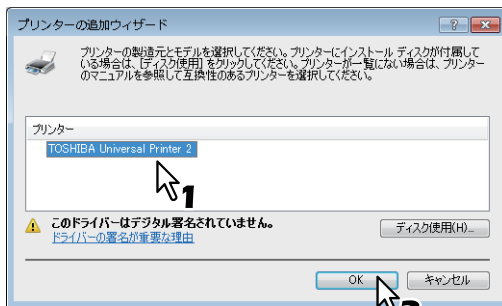 プリンターの追加ウィザード
プリンターの製造元とモデルを選択してください。プリンターにインストール ディスクが付属して
いる場合は、[ディスク使用] をクリックしてください。プリンターが一覧にない場合は、プリンター
のマニュアルを参照して互換性のあるプリンターを選択してください。
プリンター
TOSHIBA Universal Printer 2
1
このドライバーはデジタル署名されていません。
ドライバーの署名が重要な理由
ディスク使用(H)...
OK
キャンセル